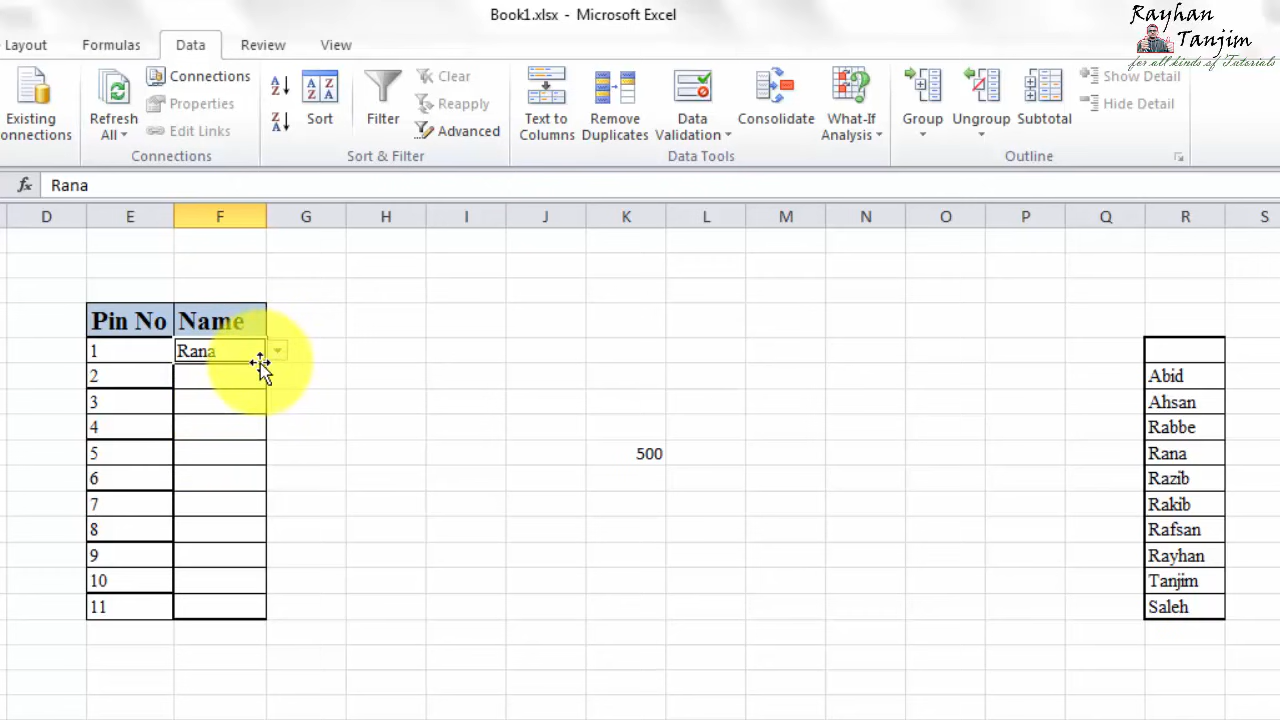 Book1.xlsx - Microsoft Excel
Rayhan
Tanjim
for all kinds of Tutorials
Layout Formulas Data Review View
Existing
onnections
Refresh
All
Connections
Properties
Edit Links
Connections
A
Z
Z
A
Z A
A Z
Sort
Filter
Clear
Reapply
Advanced
Sort & Filter
Text to
Columns
Remove
Duplicates
Data
Validation
Consolidate
What-If
Analysis
Data Tools
Group
Ungroup
Subtotal
Show Detail
Hide Detail
Outline
fx Rana
D E F G H I J K L M N O P Q R S
Pin No Name
1 Rana
2 Abid
3 Ahsan
4 Rabbe
5 500 Rana
6 Razib
7 Rakib
8 Rafsan
9 Rayhan
10 Tanjim
11 Saleh